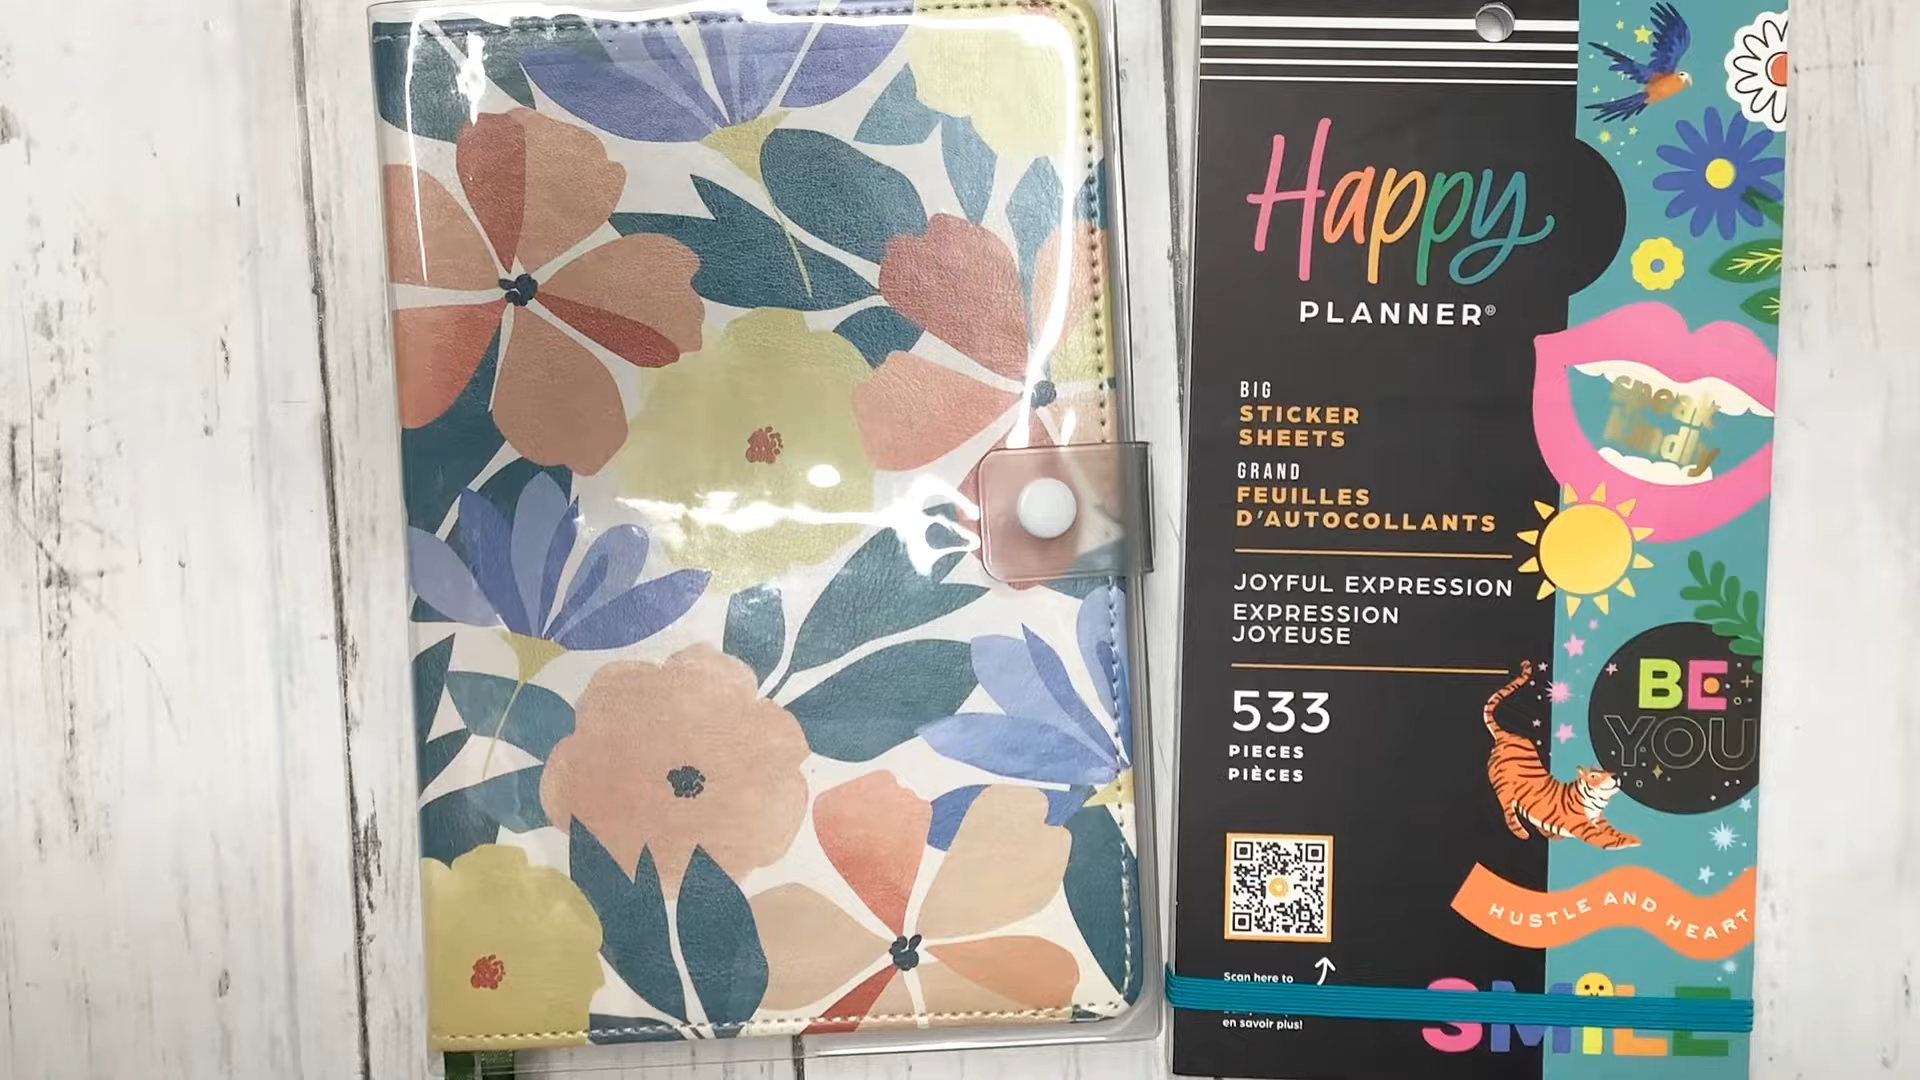 Happy
PLANNER®
BIG
STICKER
SHEETS
GRAND
FEUILLES
D'AUTOCOLLANTS
JOYFUL EXPRESSION
EXPRESSION
JOYEUSE
533
PIECES
PIÈCES
Scan here to
en savoir plus!
speak
kindly
BE
YOU
HUSTLE AND HEART
SMiLE